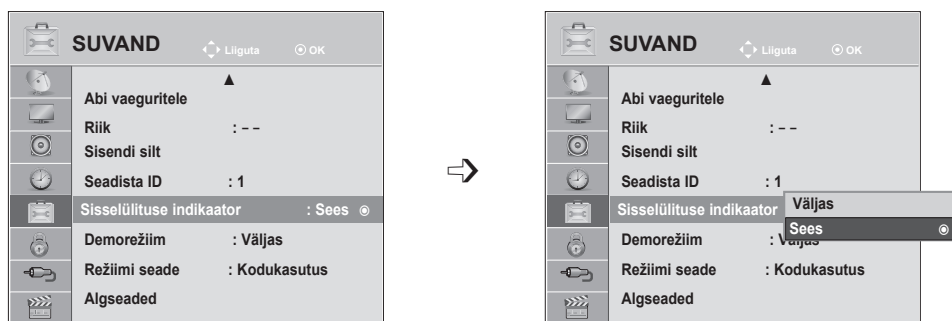 SUVAND Liiguta OK
▲
Abi vaeguritele
Riik : – –
Sisendi silt
Seadista ID : 1
Sisselülituse indikaator : Sees
Demorežiim : Väljas
Režiimi seade : Kodukasutus
Algseaded
SUVAND Liiguta OK
▲
Abi vaeguritele
Riik : – –
Sisendi silt
Seadista ID : 1
Sisselülituse indikaator
Väljas
Sees
Demorežiim : Väljas
Režiimi seade : Kodukasutus
Algseaded